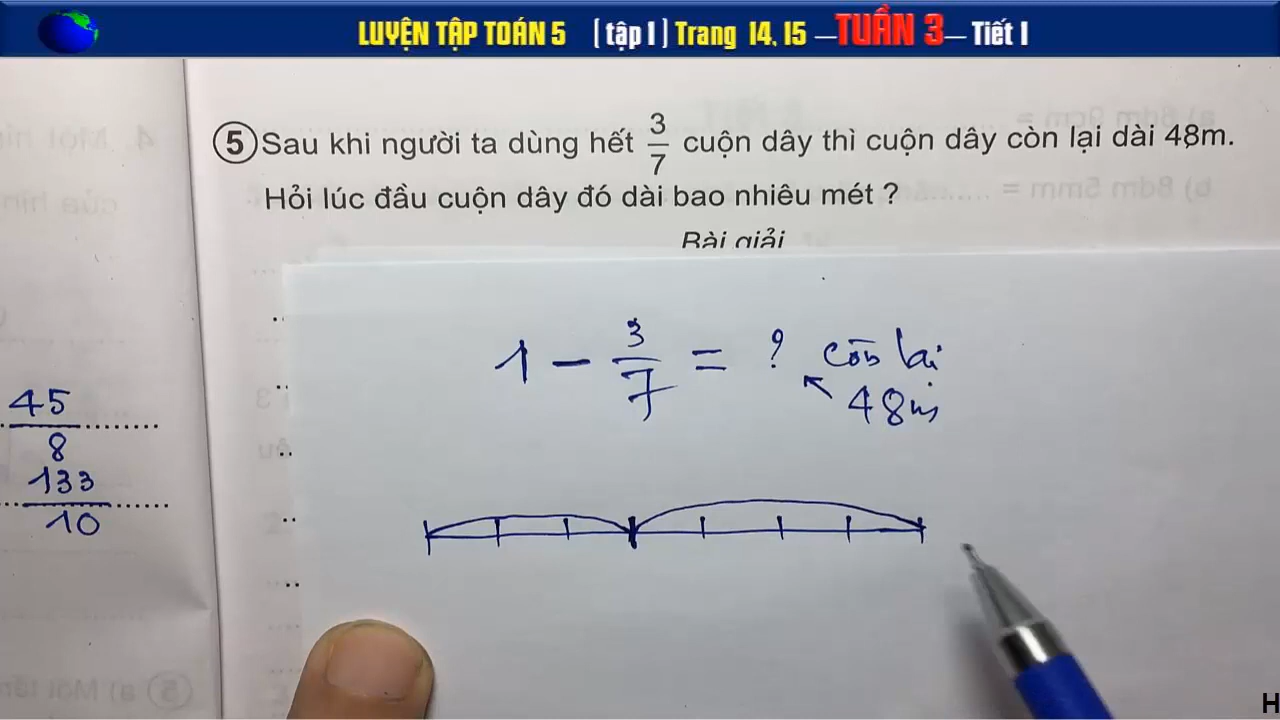 LUYỆN TẬP TOÁN 5 [ tập 1 ] Trang 14, 15 – TUẦN 3 – Tiết 1
5 Sau khi người ta dùng hết 3/7 cuộn dây thì cuộn dây còn lại dài 48m.
Hỏi lúc đầu cuộn dây đó dài bao nhiêu mét ?
Bài giải
1 – 3/7 = ? còn lại
48m
45/8
133/10
H